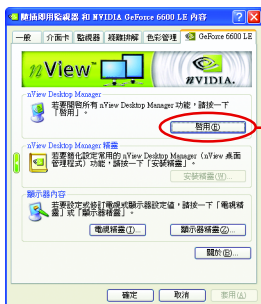 隨插即用監視器 和 NVIDIA GeForce 6600 LE 內容
一般 介面卡 監視器 疑難排解 色彩管理 GeForce 6600 LE
nView
nVIDIA.
nView Desktop Manager
若要開啟所有 nView Desktop Manager 功能，請按一下
「啟用」。
啟用(E)
nView Desktop Manager 精靈
若要簡化設定常用的 nView Desktop Manager (nView 桌面
管理程式) 功能，請按一下「安裝精靈」。
安裝精靈(W)...
顯示器內容
若要設定或修訂電視或顯示器設定值，請按一下「電視精
靈」或「顯示器精靈」。
電視精靈(T)... 顯示器精靈(Z)...
關於(B)...
確定 取消 套用(A)